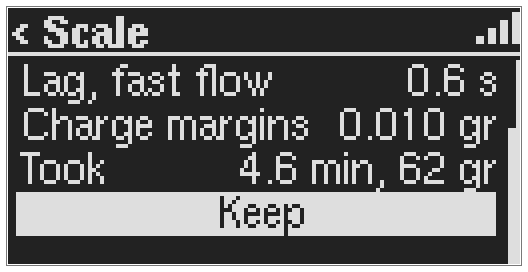 < Scale
Lag, fast flow 0.6 s
Charge margins 0.010 gr
Took 4.6 min, 62 gr
Keep